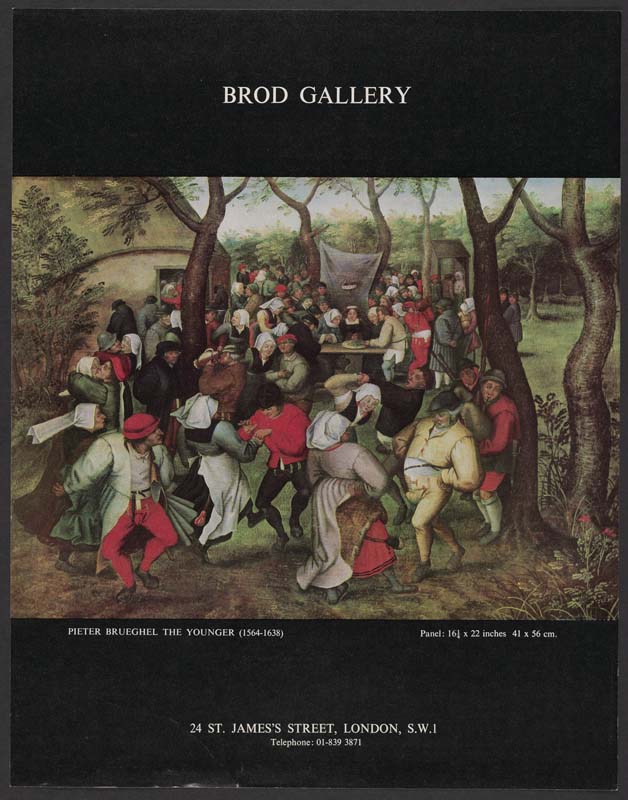 BROD GALLERY
PIETER BRUEGHEL THE YOUNGER (1564-1638)
Panel: 16¼ x 22 inches 41 x 56 cm.
24 ST. JAMES'S STREET, LONDON, S.W.1
Telephone: 01-839 3871